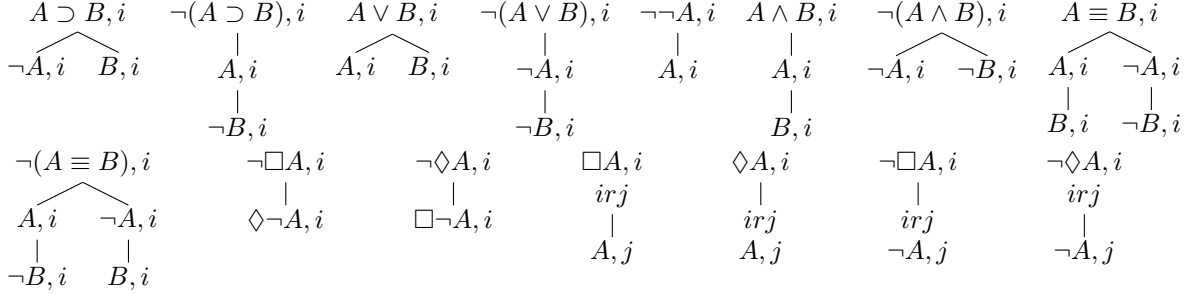 A ⊃ B, i ¬(A ⊃ B), i A ∨ B, i ¬(A ∨ B), i ¬¬A, i A ∧ B, i ¬(A ∧ B), i A ≡ B, i
¬A, i B, i A, i A, i B, i ¬A, i A, i A, i ¬A, i ¬B, i A, i ¬A, i
¬B, i ¬B, i B, i B, i ¬B, i
¬(A ≡ B), i ¬□A, i ¬◊A, i □A, i ◊A, i ¬□A, i ¬◊A, i
irj irj
A, i ¬A, i ◊¬A, i □¬A, i irj irj
A, j A, j ¬A, j ¬A, j
¬B, i B, i